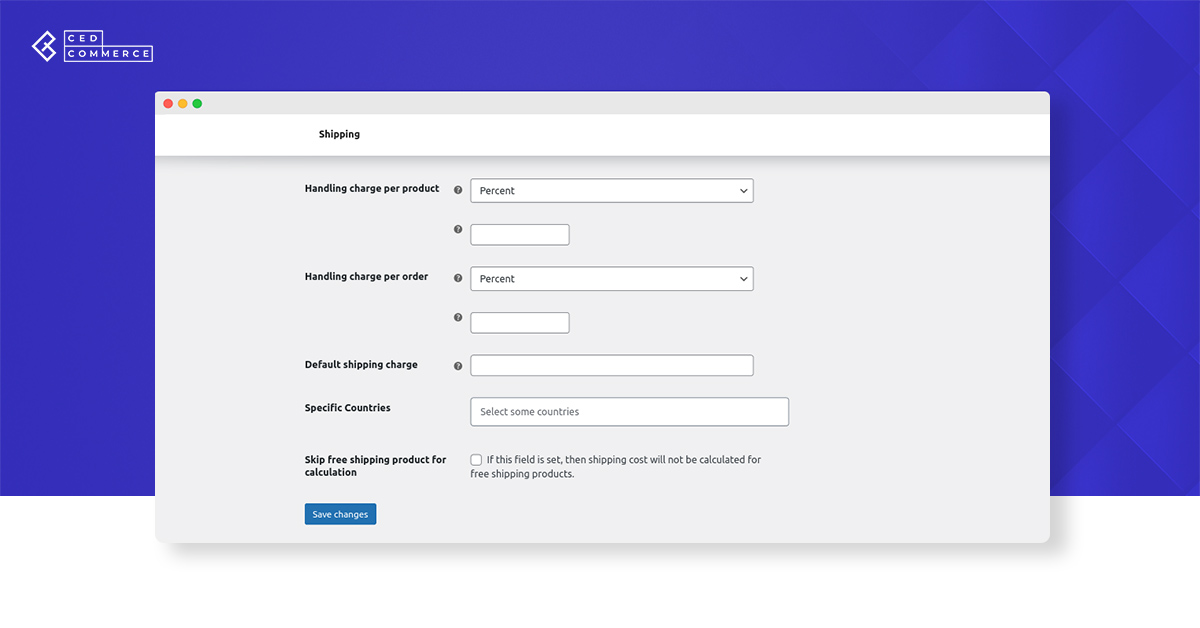 CED
COMMERCE
Shipping
Handling charge per product
Percent
Handling charge per order
Percent
Default shipping charge
Specific Countries
Select some countries
Skip free shipping product for
calculation
If this field is set, then shipping cost will not be calculated for
free shipping products.
Save changes